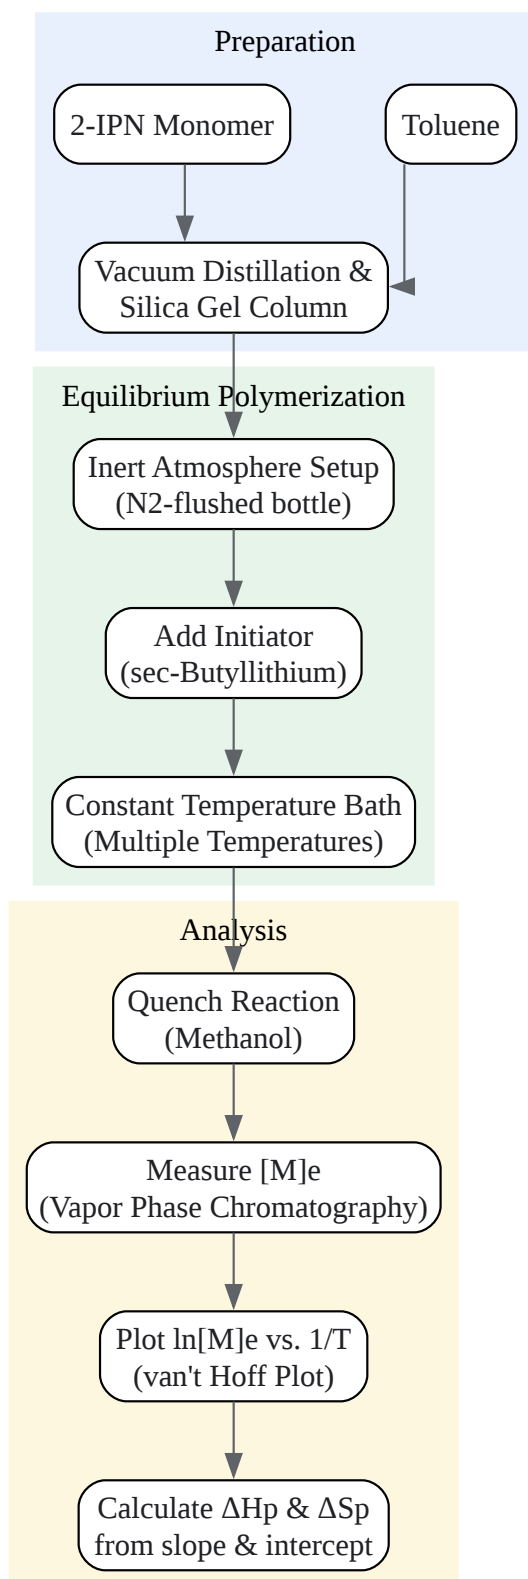 Preparation
2-IPN Monomer
Toluene
Vacuum Distillation &
Silica Gel Column
Equilibrium Polymerization
Inert Atmosphere Setup
(N2-flushed bottle)
Add Initiator
(sec-Butyllithium)
Constant Temperature Bath
(Multiple Temperatures)
Analysis
Quench Reaction
(Methanol)
Measure [M]e
(Vapor Phase Chromatography)
Plot ln[M]e vs. 1/T
(van't Hoff Plot)
Calculate ΔHp & ΔSp
from slope & intercept